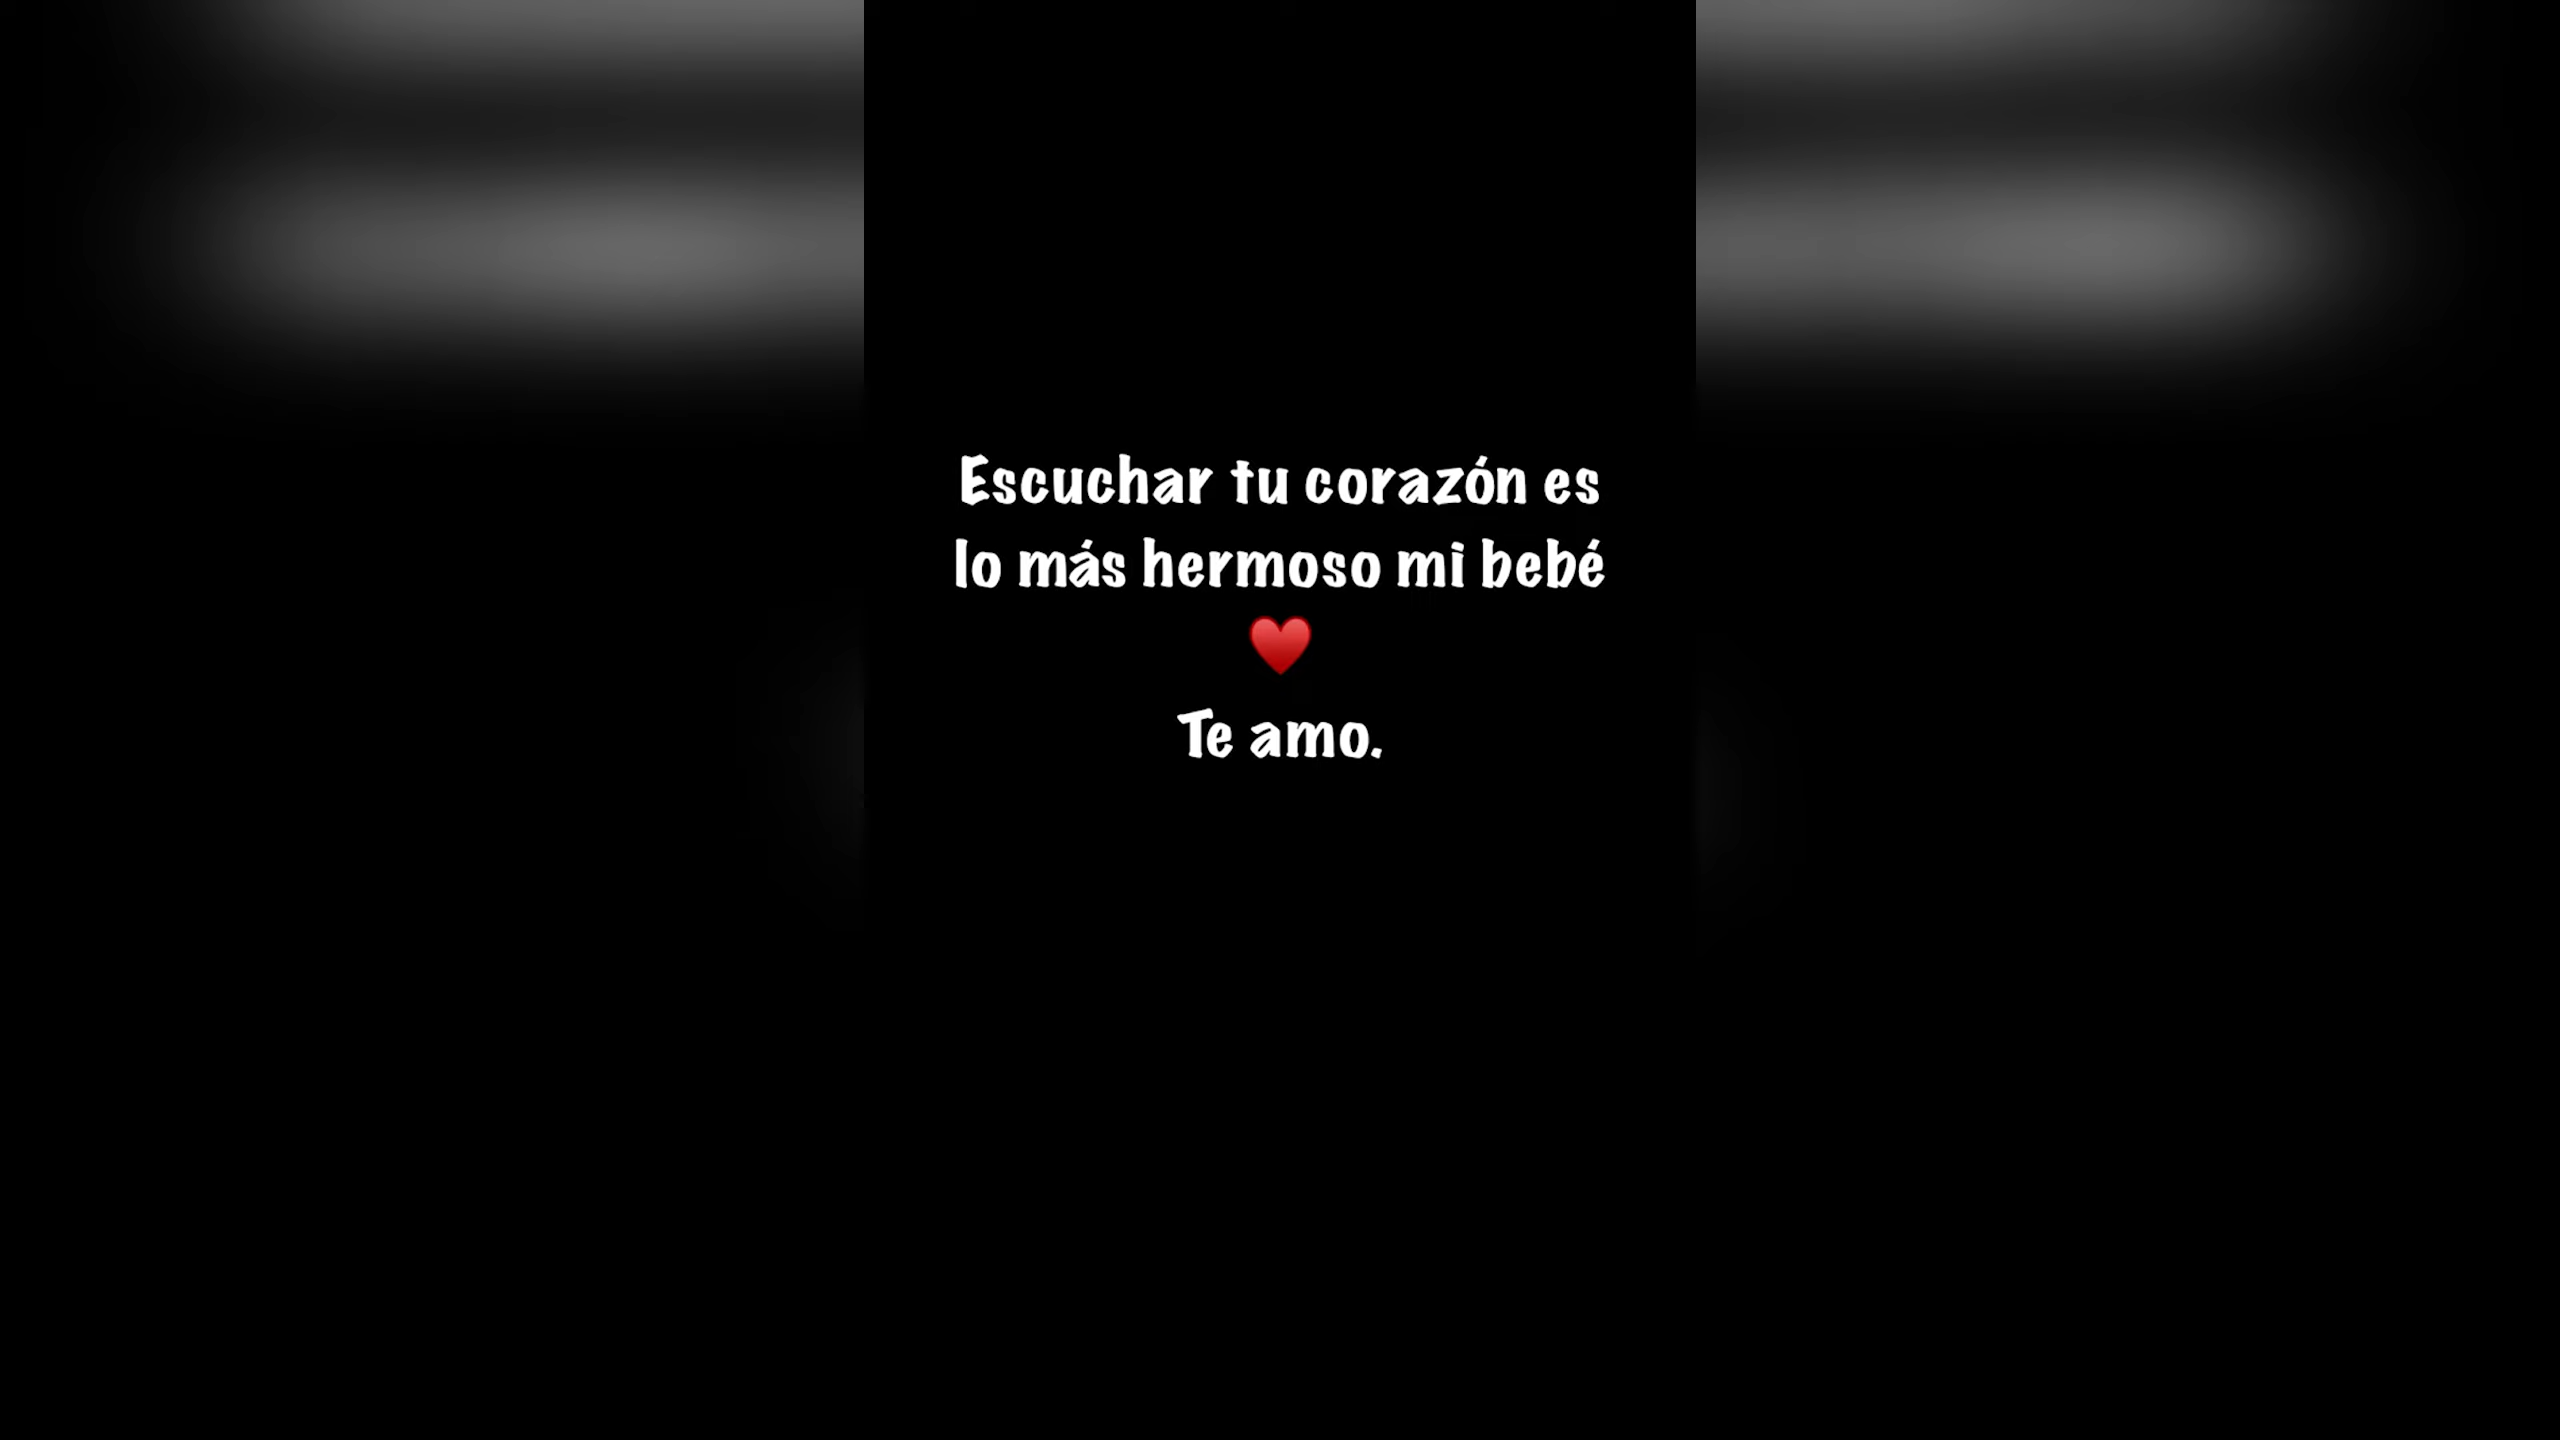 Escuchar tu corazón es
lo más hermoso mi bebé
♥️
Te amo.